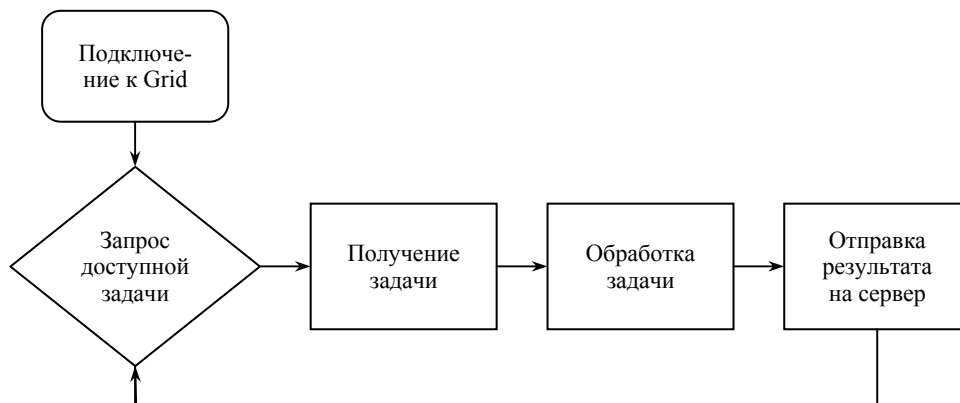 Подключе-
ние к Grid
Запрос
доступной
задачи
Получение
задачи
Обработка
задачи
Отправка
результата
на сервер